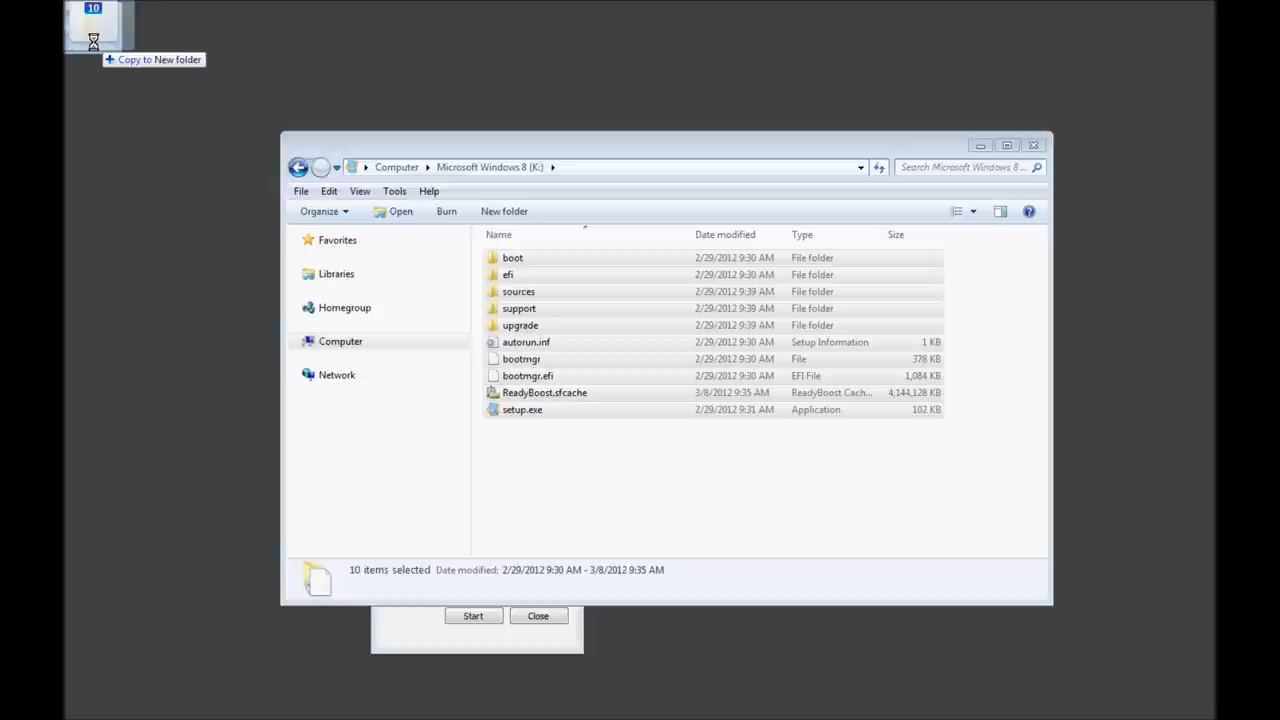 10
Copy to New folder
Computer Microsoft Windows 8 (K:)
Search Microsoft Windows 8 ...
File Edit View Tools Help
Organize Open Burn New folder
Name Date modified Type Size
Favorites
Libraries
Homegroup
Computer
Network
boot 2/29/2012 9:30 AM File folder
efi 2/29/2012 9:30 AM File folder
sources 2/29/2012 9:39 AM File folder
support 2/29/2012 9:39 AM File folder
upgrade 2/29/2012 9:39 AM File folder
autorun.inf 2/29/2012 9:30 AM Setup Information 1 KB
bootmgr 2/29/2012 9:30 AM File 378 KB
bootmgr.efi 2/29/2012 9:30 AM EFI File 1,084 KB
ReadyBoost.sfcache 3/8/2012 9:35 AM ReadyBoost Cach... 4,144,128 KB
setup.exe 2/29/2012 9:31 AM Application 102 KB
10 items selected Date modified: 2/29/2012 9:30 AM - 3/8/2012 9:35 AM
Start Close